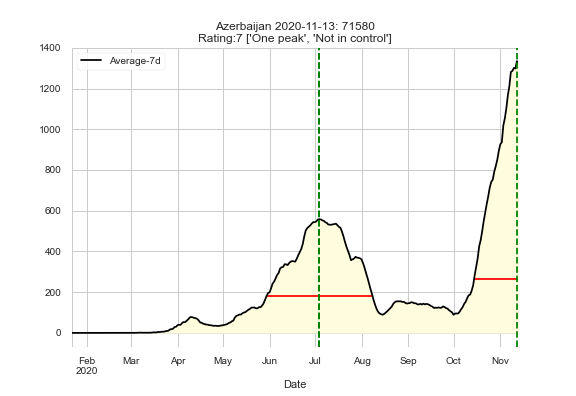 Azerbaijan 2020-11-13: 71580
Rating:7 ['One peak', 'Not in control']
Average-7d
1400
1200
1000
800
600
400
200
0
Feb Mar Apr May Jun Jul Aug Sep Oct Nov
2020
Date